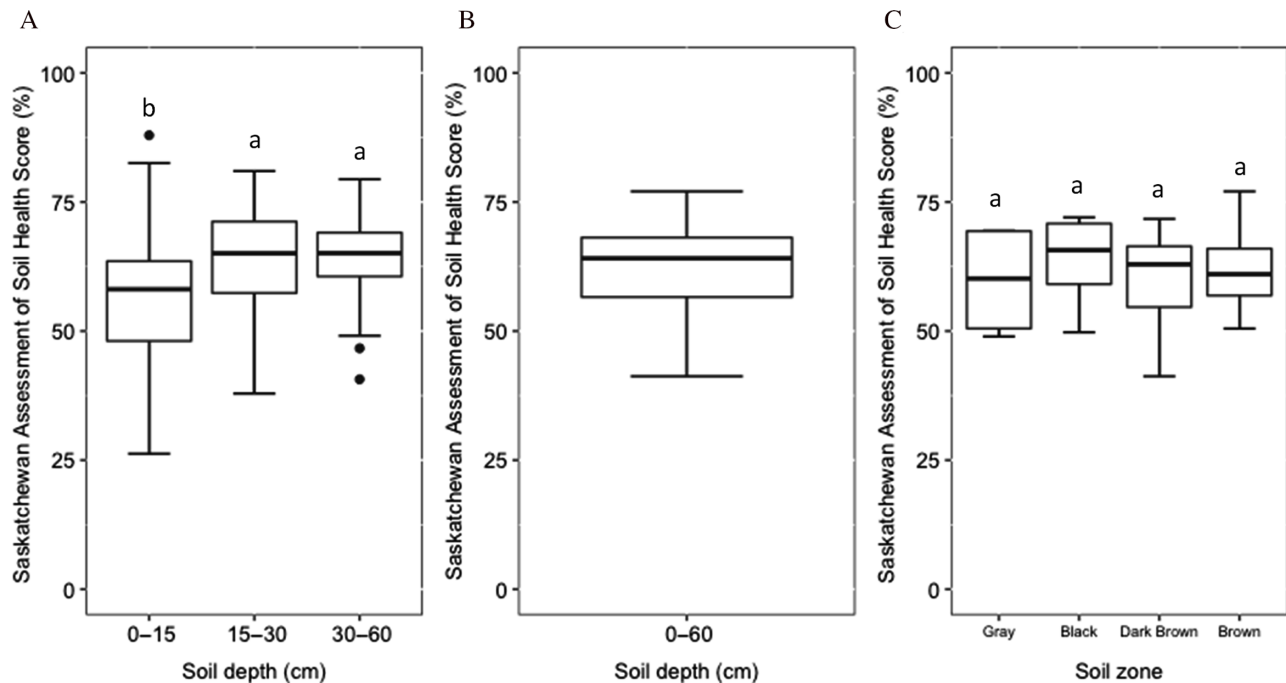 A
Saskatchewan Assessment of Soil Health Score (%)
100
75
50
25
0
b
a
a
0–15
15–30
30–60
Soil depth (cm)
B
Saskatchewan Assessment of Soil Health Score (%)
100
75
50
25
0
0–60
Soil depth (cm)
C
Saskatchewan Assessment of Soil Health Score (%)
100
75
50
25
0
a
a
a
a
Gray
Black
Dark Brown
Brown
Soil zone